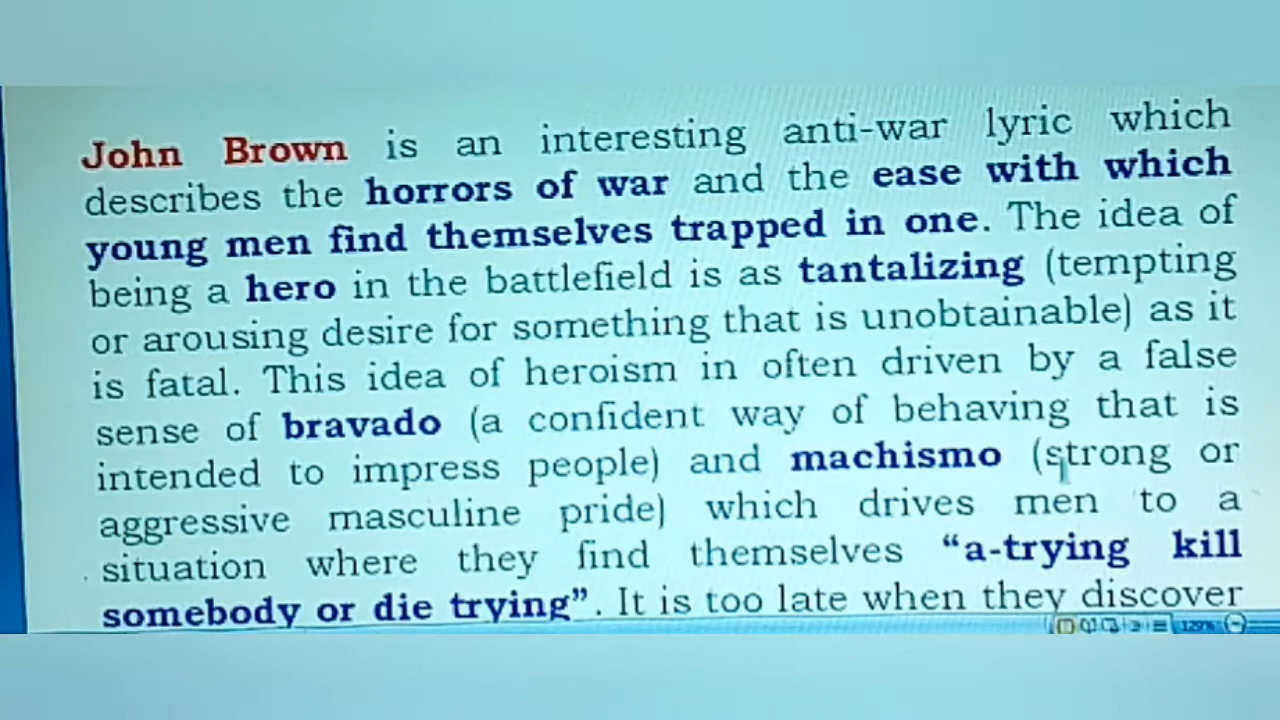 John Brown is an interesting anti-war lyric which
describes the horrors of war and the ease with which
young men find themselves trapped in one. The idea of
being a hero in the battlefield is as tantalizing (tempting
or arousing desire for something that is unobtainable) as it
is fatal. This idea of heroism in often driven by a false
sense of bravado (a confident way of behaving that is
intended to impress people) and machismo (strong or
aggressive masculine pride) which drives men to a
situation where they find themselves “a-trying kill
somebody or die trying”. It is too late when they discover
129%